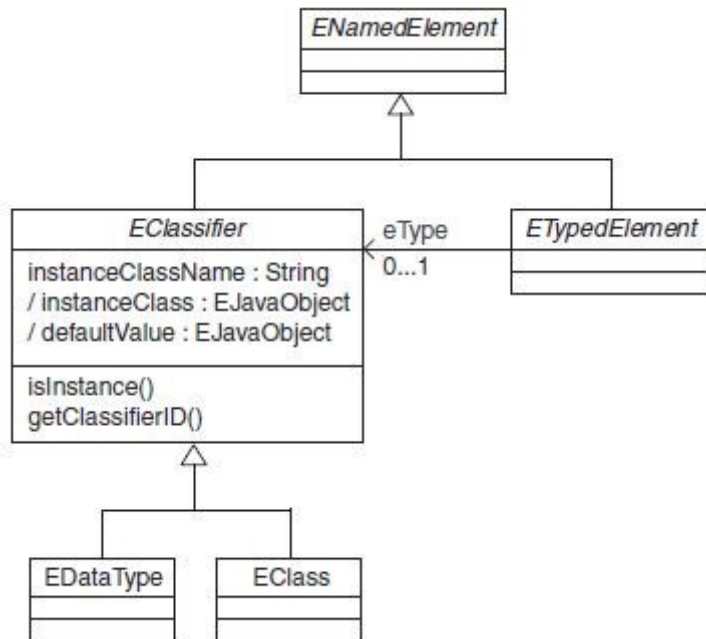 ENamedElement
EClassifier
eType
ETypedElement
0...1
instanceClassName : String
/ instanceClass : EJavaObject
/ defaultValue : EJavaObject
isInstance()
getClassifierID()
EDataType
EClass